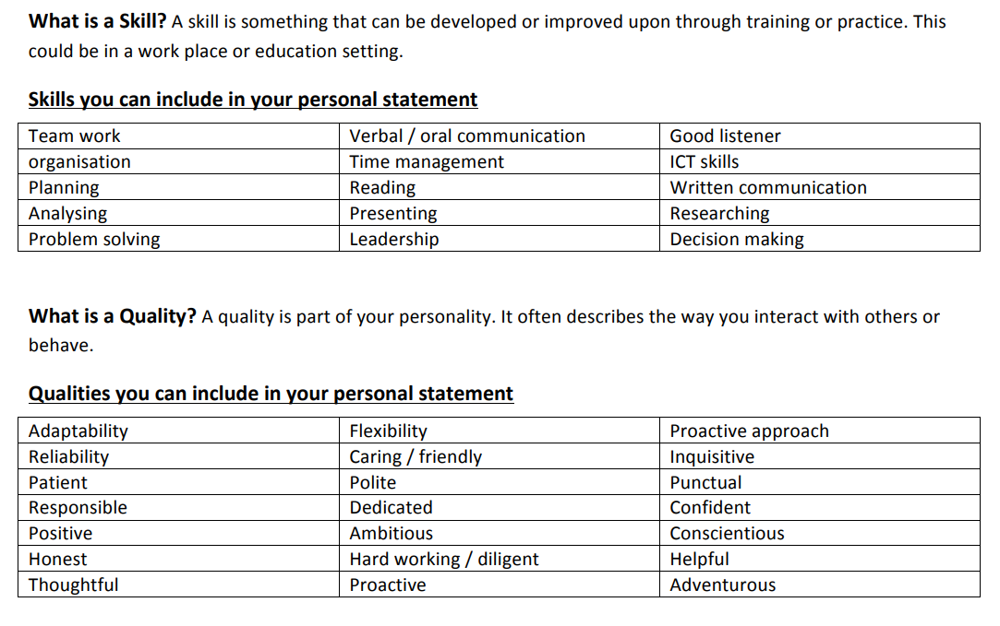 What is a Skill? A skill is something that can be developed or improved upon through training or practice. This
could be in a work place or education setting.
Skills you can include in your personal statement
Team work Verbal / oral communication Good listener
organisation Time management ICT skills
Planning Reading Written communication
Analysing Presenting Researching
Problem solving Leadership Decision making
What is a Quality? A quality is part of your personality. It often describes the way you interact with others or
behave.
Qualities you can include in your personal statement
Adaptability Flexibility Proactive approach
Reliability Caring / friendly Inquisitive
Patient Polite Punctual
Responsible Dedicated Confident
Positive Ambitious Conscientious
Honest Hard working / diligent Helpful
Thoughtful Proactive Adventurous